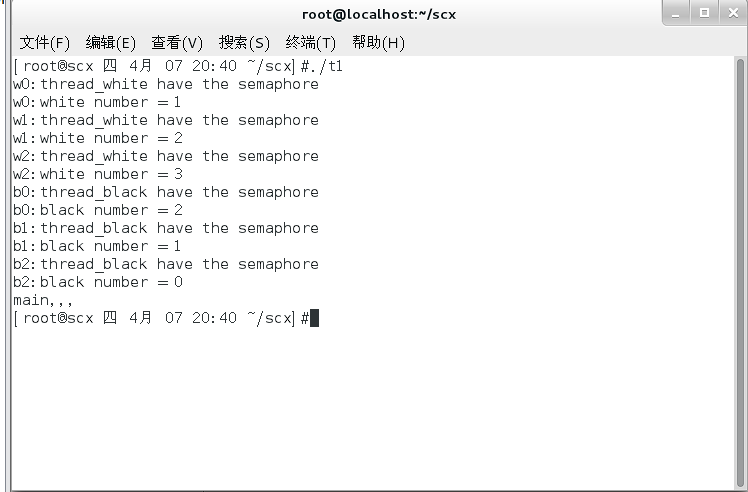 root@localhost:~/scx
文件(F) 编辑(E) 查看(V) 搜索(S) 终端(T) 帮助(H)
[root@scx 四 4月 07 20:40 ~/scx]#./t1
w0:thread_white have the semaphore
w0:white number =1
w1:thread_white have the semaphore
w1:white number =2
w2:thread_white have the semaphore
w2:white number =3
b0:thread_black have the semaphore
b0:black number =2
b1:thread_black have the semaphore
b1:black number =1
b2:thread_black have the semaphore
b2:black number =0
main,,,
[root@scx 四 4月 07 20:40 ~/scx]#